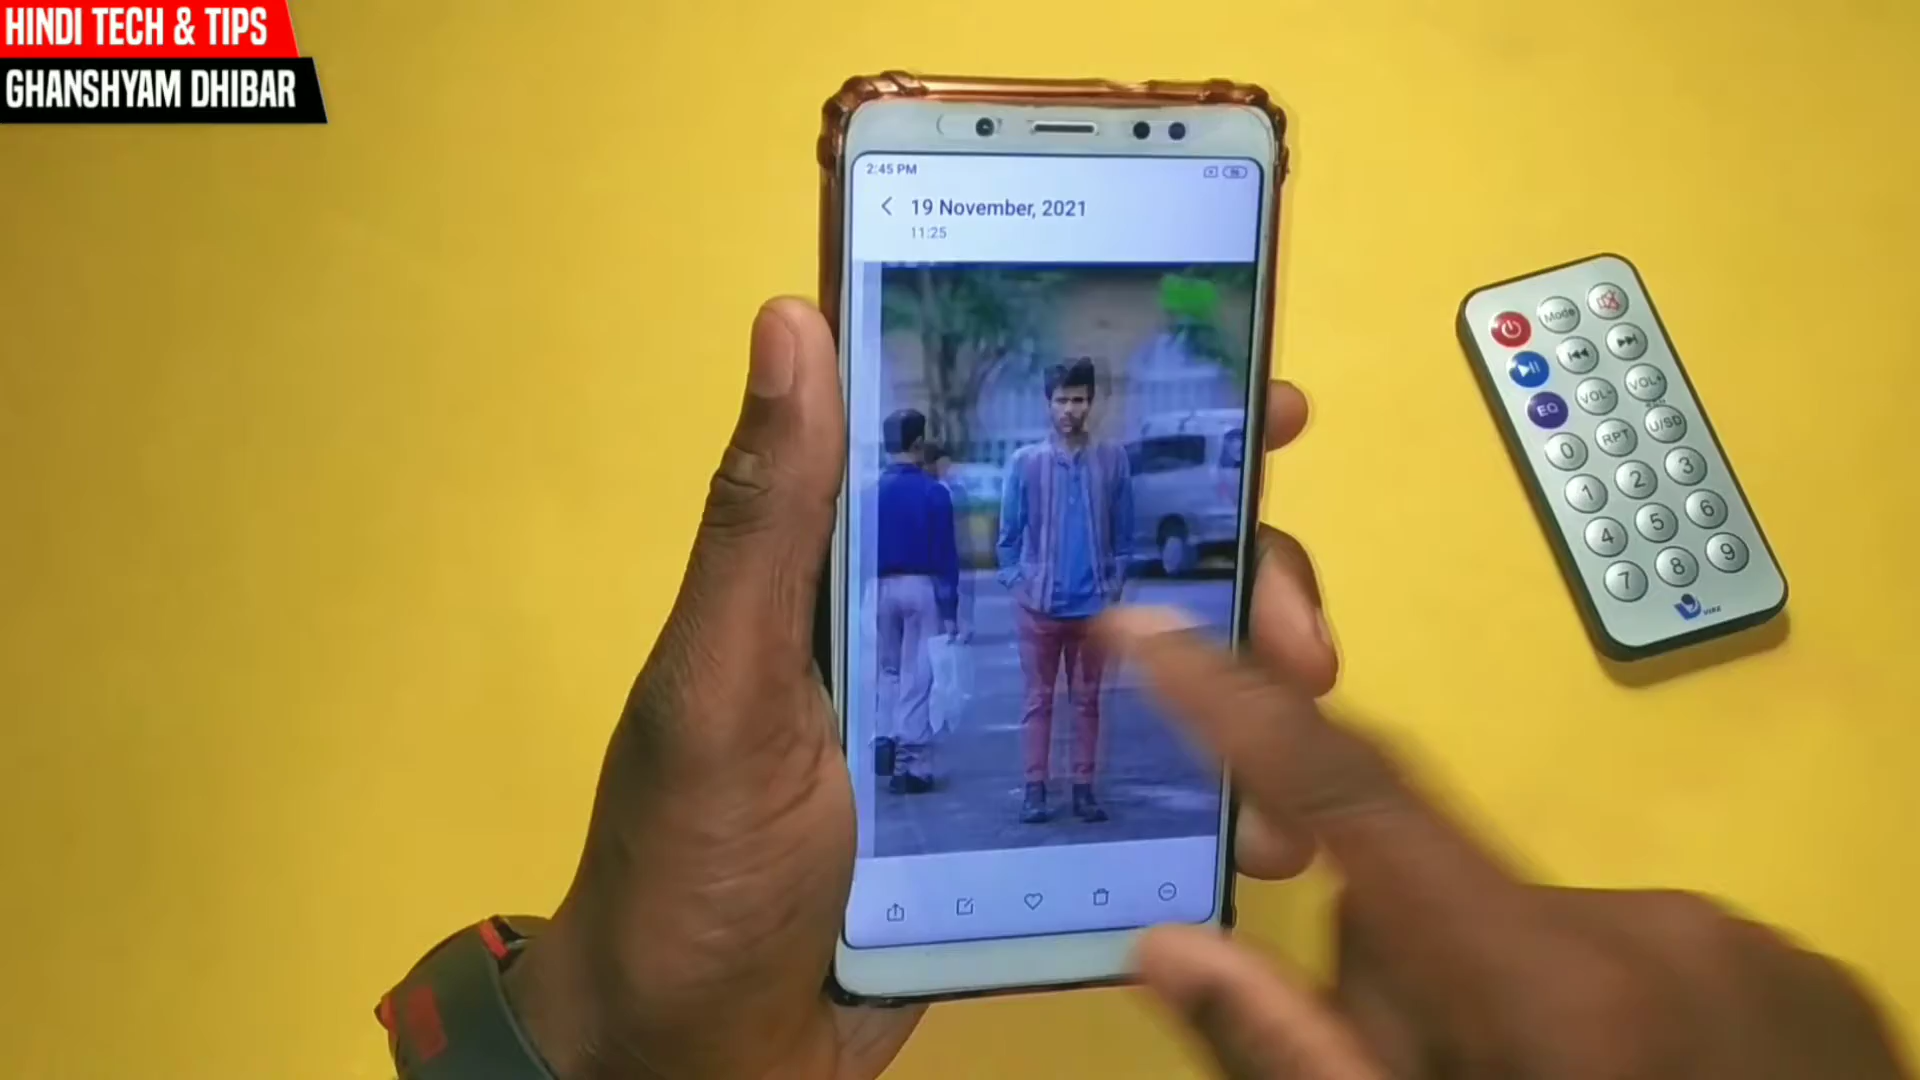 HINDI TECH & TIPS
GHANSHYAM DHIBAR
2:45 PM
19 November, 2021
11:25
Mode
VOL-
VOL+
EQ
RPT
U/SD
0
1
2
3
4
5
6
7
8
9